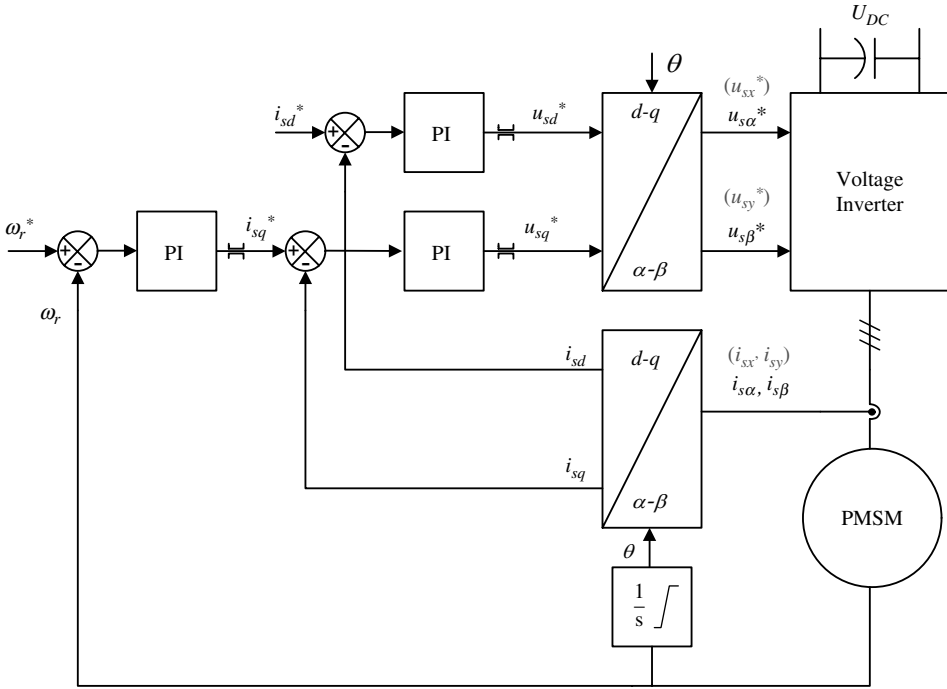 U_DC
θ
(u_sx*)
i_sd*
+
-
PI
u_sd*
d-q
u_sα*
Voltage
Inverter
(u_sy*)
ω_r*
+
-
PI
i_sq*
+
-
PI
u_sq*
u_sβ*
α-β
ω_r
i_sd
d-q
(i_sx, i_sy)
i_sα, i_sβ
i_sq
α-β
PMSM
θ
1
s